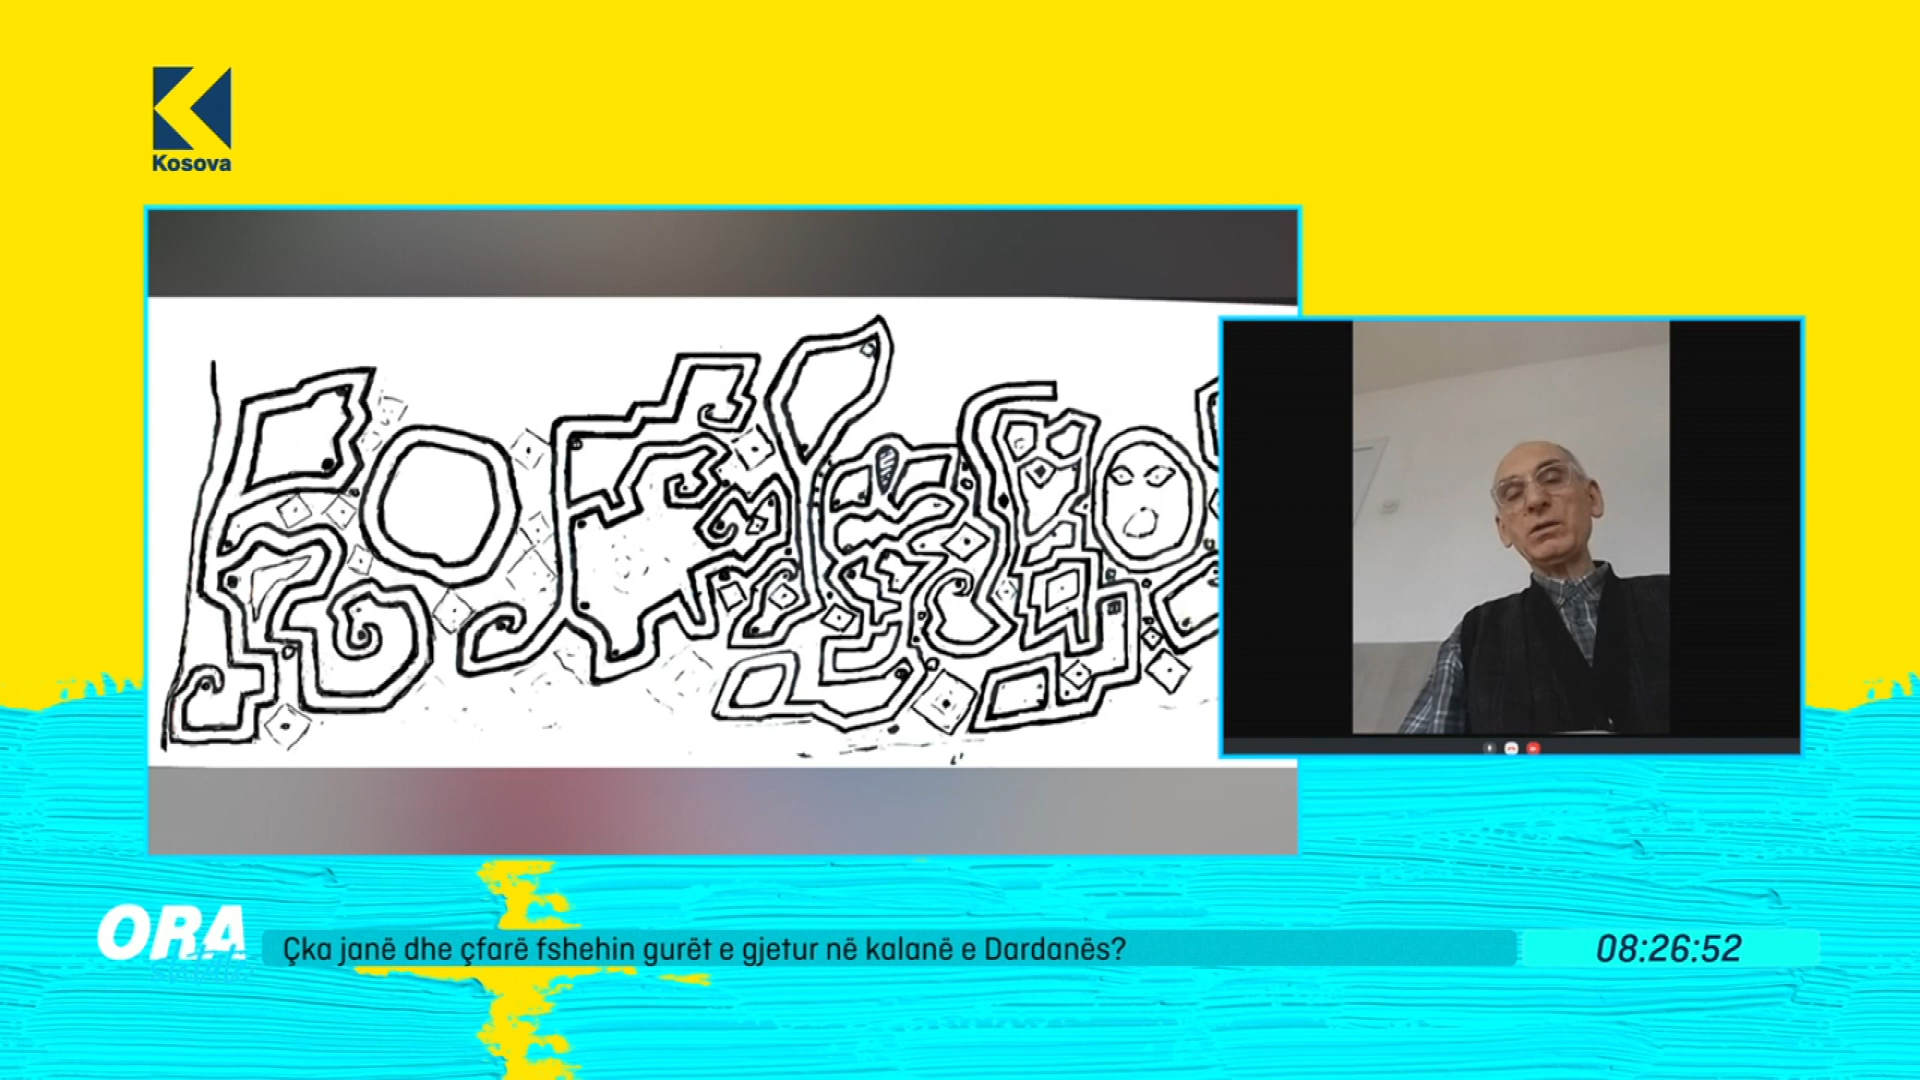 Kosova
ORA
Çka janë dhe çfarë fshehin gurët e gjetur në kalanë e Dardanës?
08:26:52